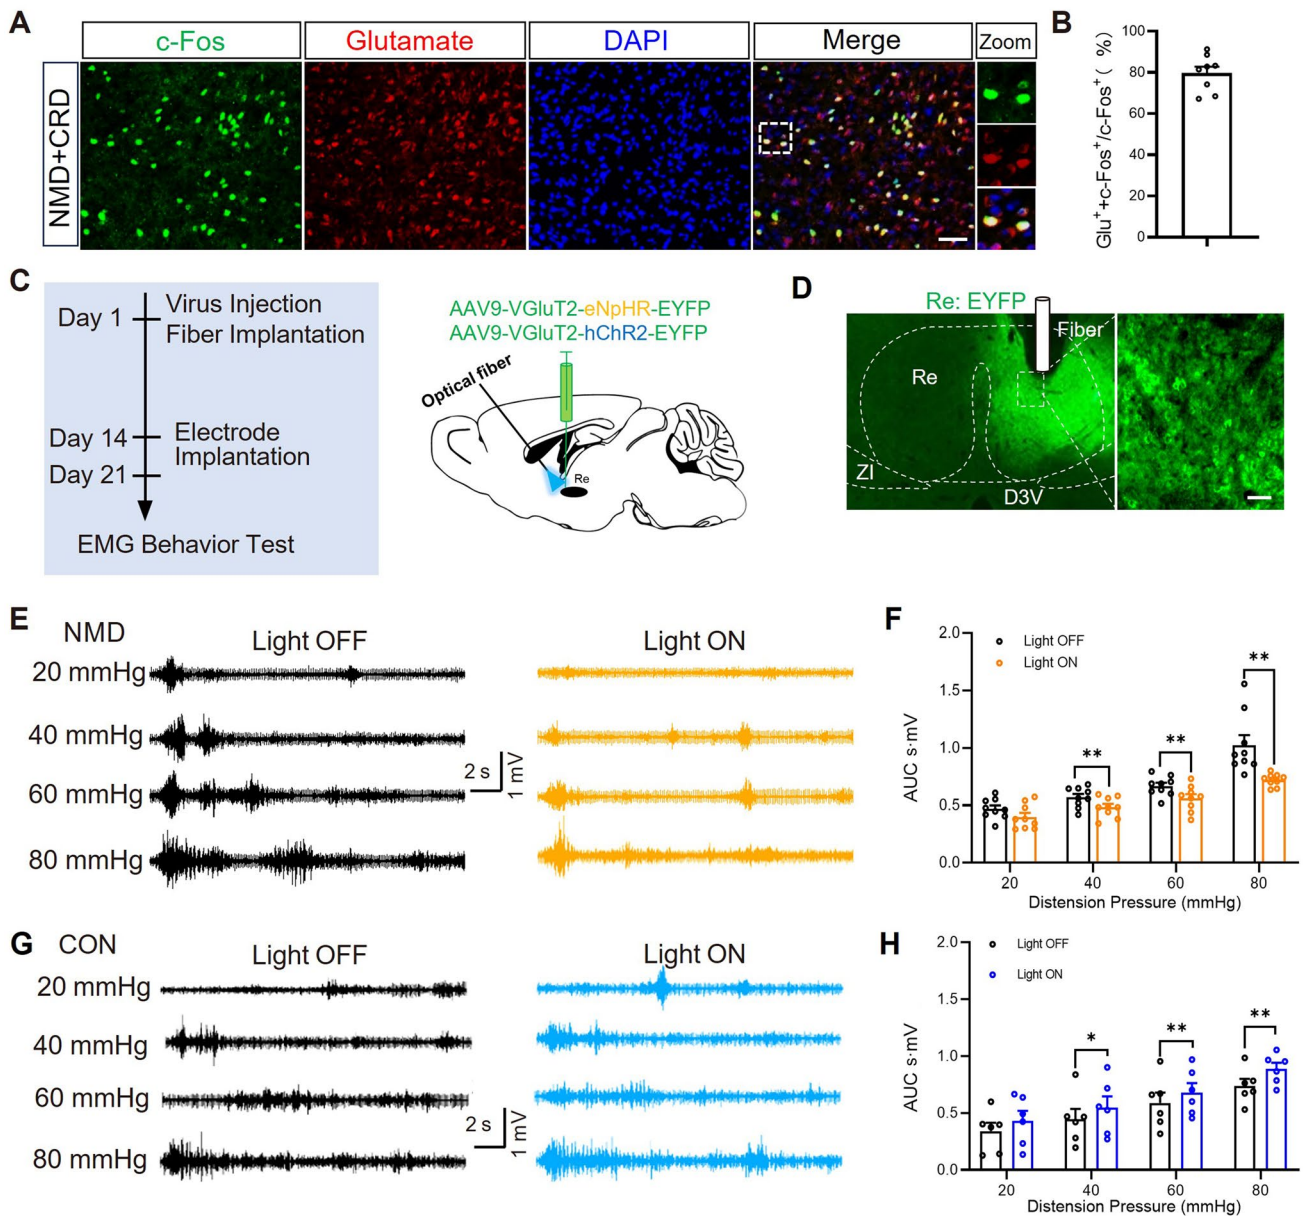 A
c-Fos
Glutamate
DAPI
Merge
Zoom
NMD+CRD
B
Glu⁺+c-Fos⁺/c-Fos⁺( %)
100
80
60
40
20
0
C
Day 1
Virus Injection
Fiber Implantation
Day 14
Electrode
Implantation
Day 21
EMG Behavior Test
AAV9-VGluT2-eNpHR-EYFP
AAV9-VGluT2-hChR2-EYFP
Optical fiber
Re
D
Re: EYFP
Fiber
Re
ZI
D3V
E
NMD
Light OFF
Light ON
20 mmHg
40 mmHg
60 mmHg
80 mmHg
2 s
1 mV
F
AUC s·mV
2.0
1.5
1.0
0.5
0.0
Light OFF
Light ON
**
**
**
20
40
60
80
Distension Pressure (mmHg)
G
CON
Light OFF
Light ON
20 mmHg
40 mmHg
60 mmHg
80 mmHg
2 s
1 mV
H
AUC s·mV
2.0
1.5
1.0
0.5
0.0
Light OFF
Light ON
*
**
**
20
40
60
80
Distension Pressure (mmHg)